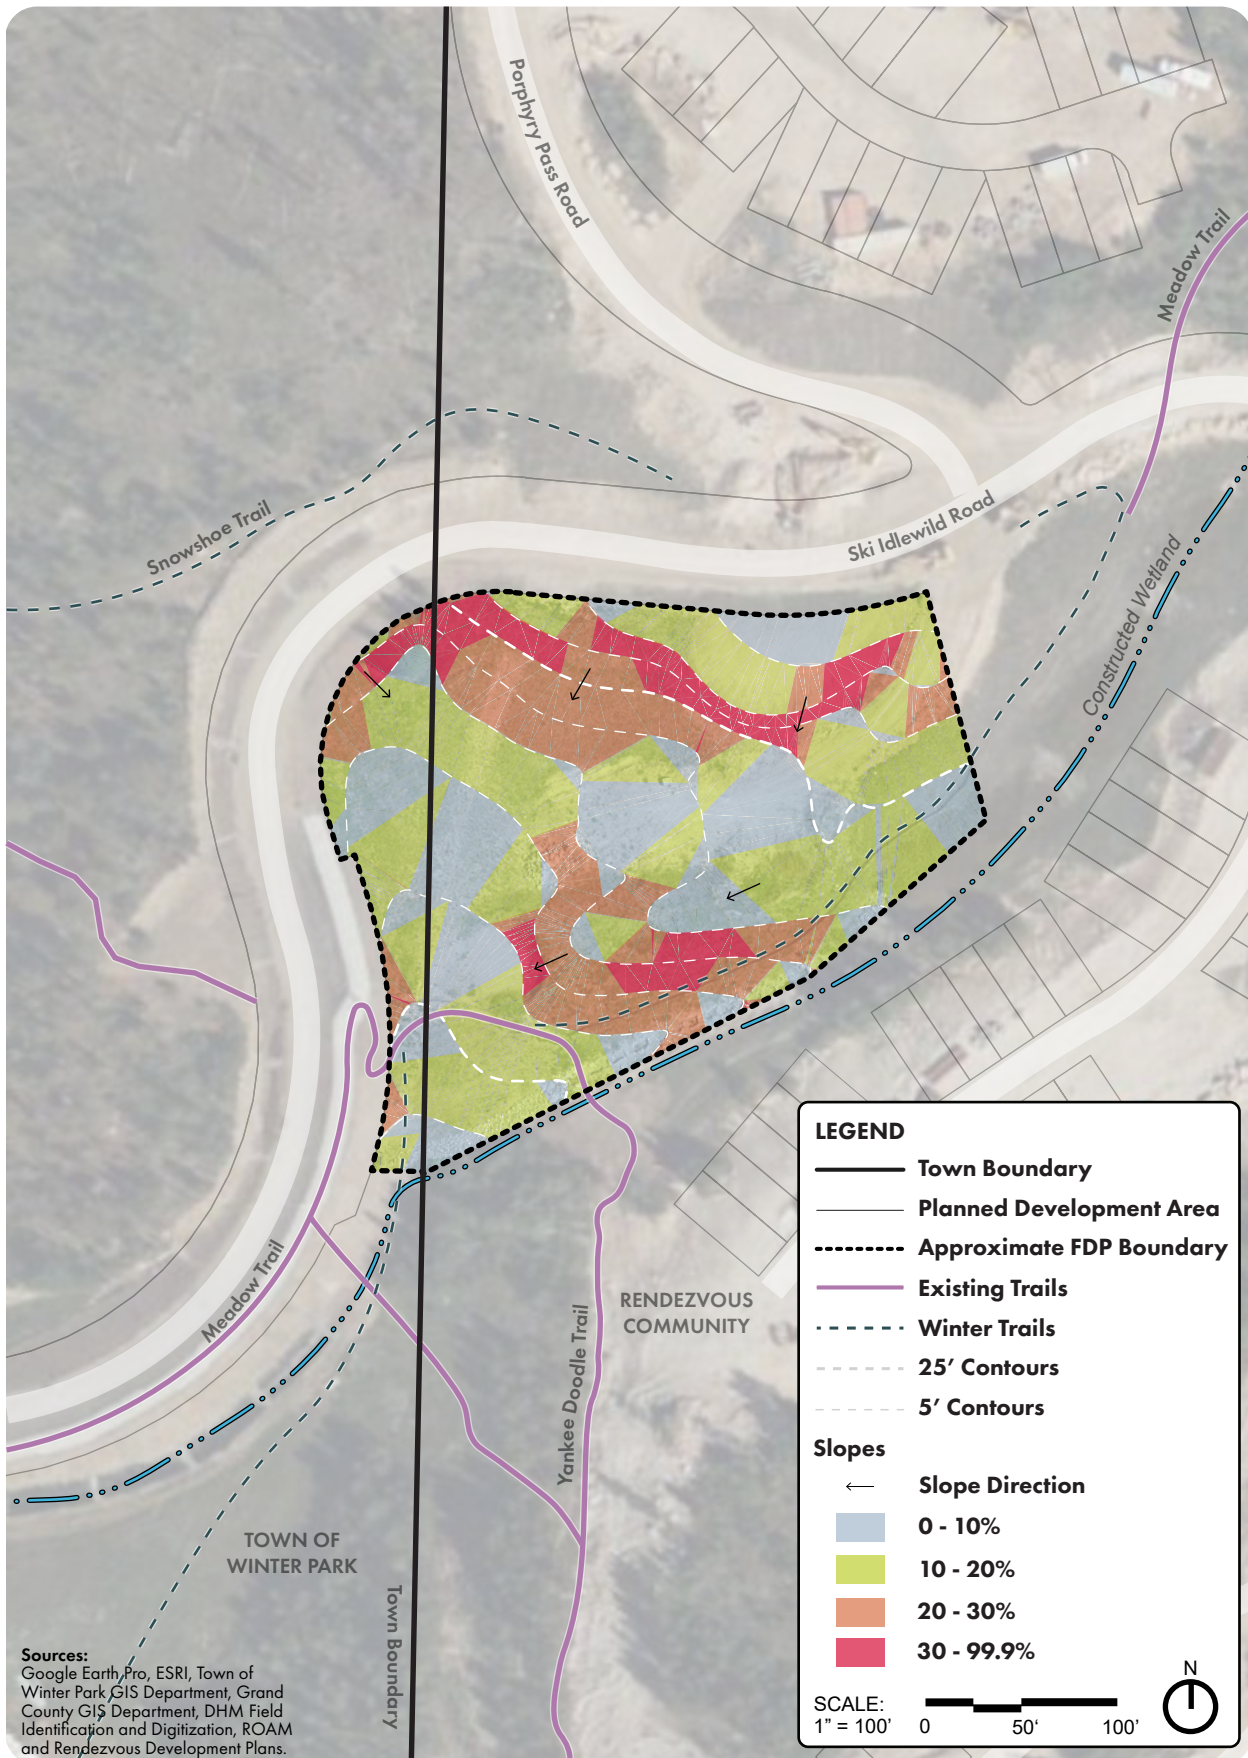 Porphyry Pass Road
Meadow Trail
Snowshoe Trail
Ski Idlewild Road
Constructed Wetland
Meadow Trail
Yankee Doodle Trail
RENDEZVOUS
COMMUNITY
TOWN OF
WINTER PARK
Town Boundary
Sources:
Google Earth Pro, ESRI, Town of
Winter Park GIS Department, Grand
County GIS Department, DHM Field
Identification and Digitization, ROAM
and Rendezvous Development Plans.
LEGEND
Town Boundary
Planned Development Area
Approximate FDP Boundary
Existing Trails
Winter Trails
25’ Contours
5’ Contours
Slopes
Slope Direction
0 - 10%
10 - 20%
20 - 30%
30 - 99.9%
SCALE:
1" = 100’
0 50‘ 100’
N